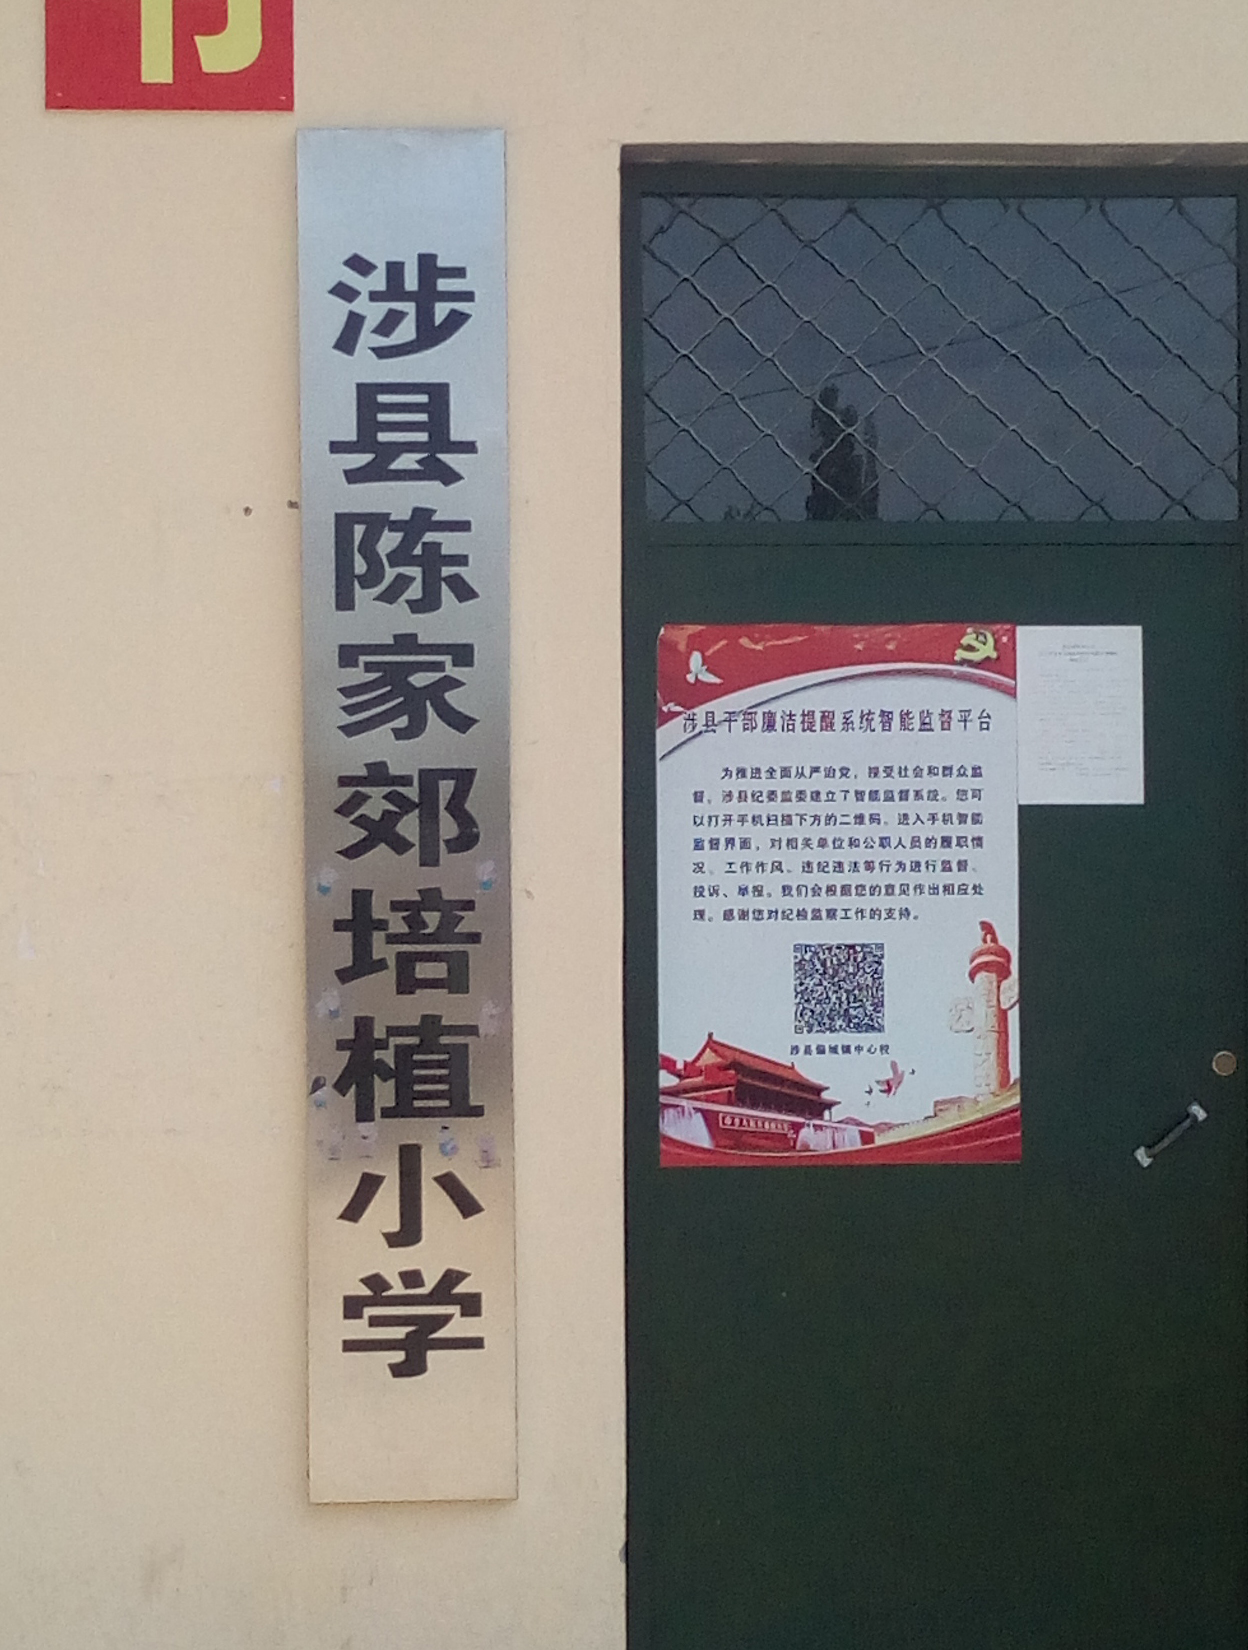 涉县陈家郊培植小学
涉县干部廉洁提醒系统智能监督平台
为推进全面从严治党，接受社会和群众监
督，涉县纪委监委建立了智能监督系统。您可
以打开手机扫描下方的二维码，进入手机智能
监督界面，对相关单位和公职人员的履职情
况、工作作风、违纪违法等行为进行监督、
投诉、举报。我们会根据您的意见作出相应处
理。感谢您对纪检监察工作的支持。
涉县偏城镇中心校